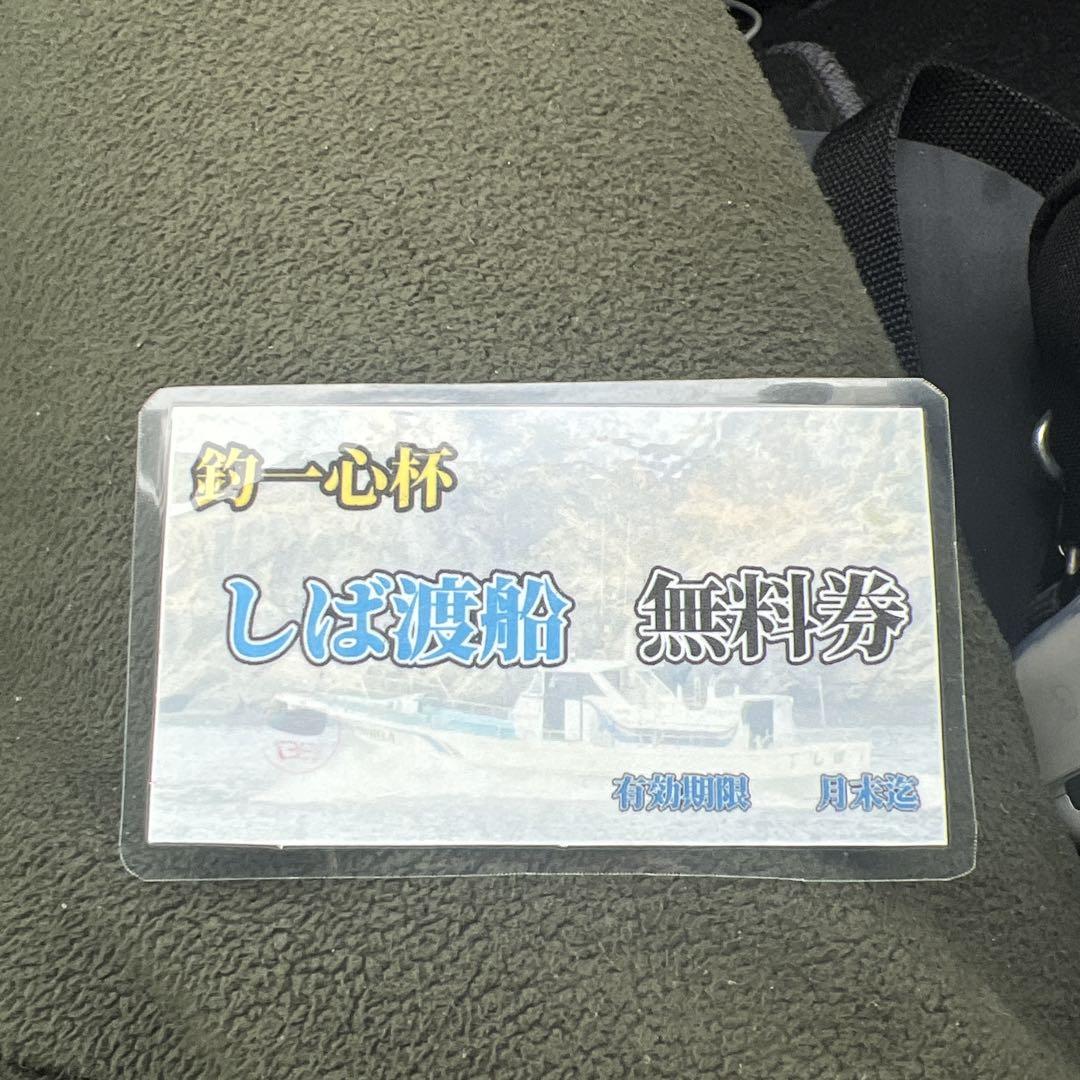 釣一心杯
しば渡船 無料券
有効期限 月末迄